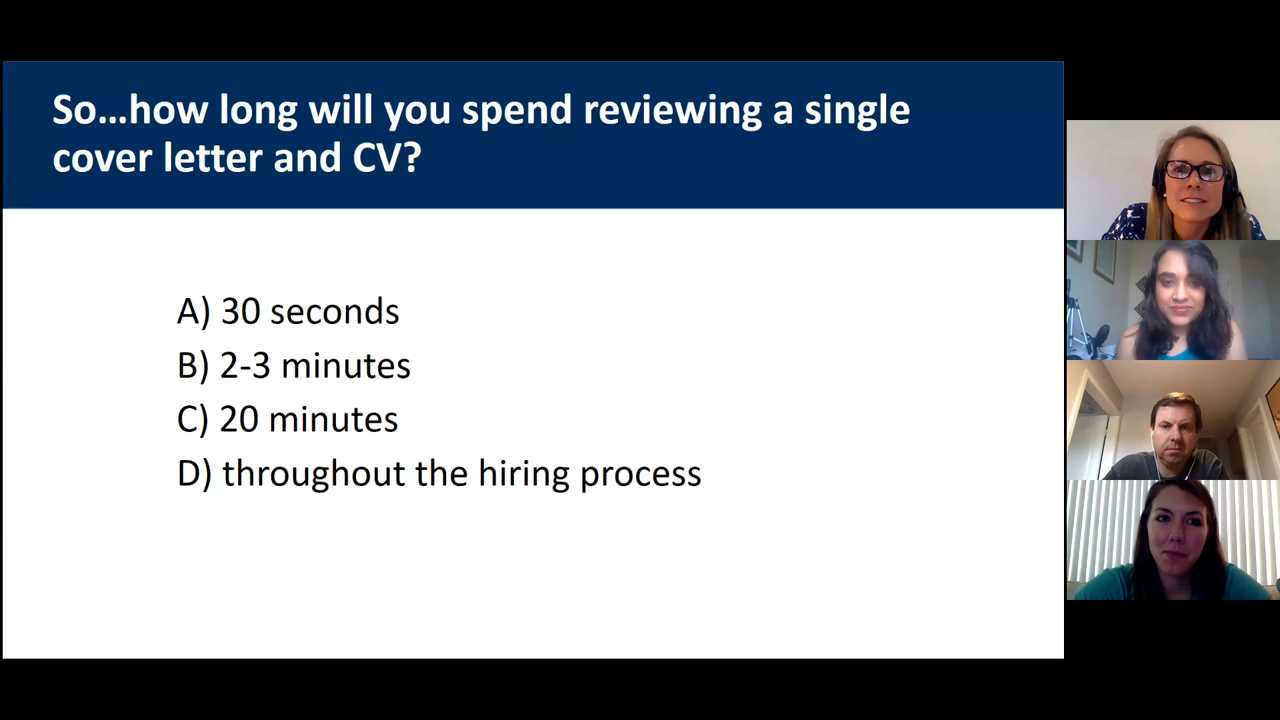 So...how long will you spend reviewing a single
cover letter and CV?
A) 30 seconds
B) 2-3 minutes
C) 20 minutes
D) throughout the hiring process